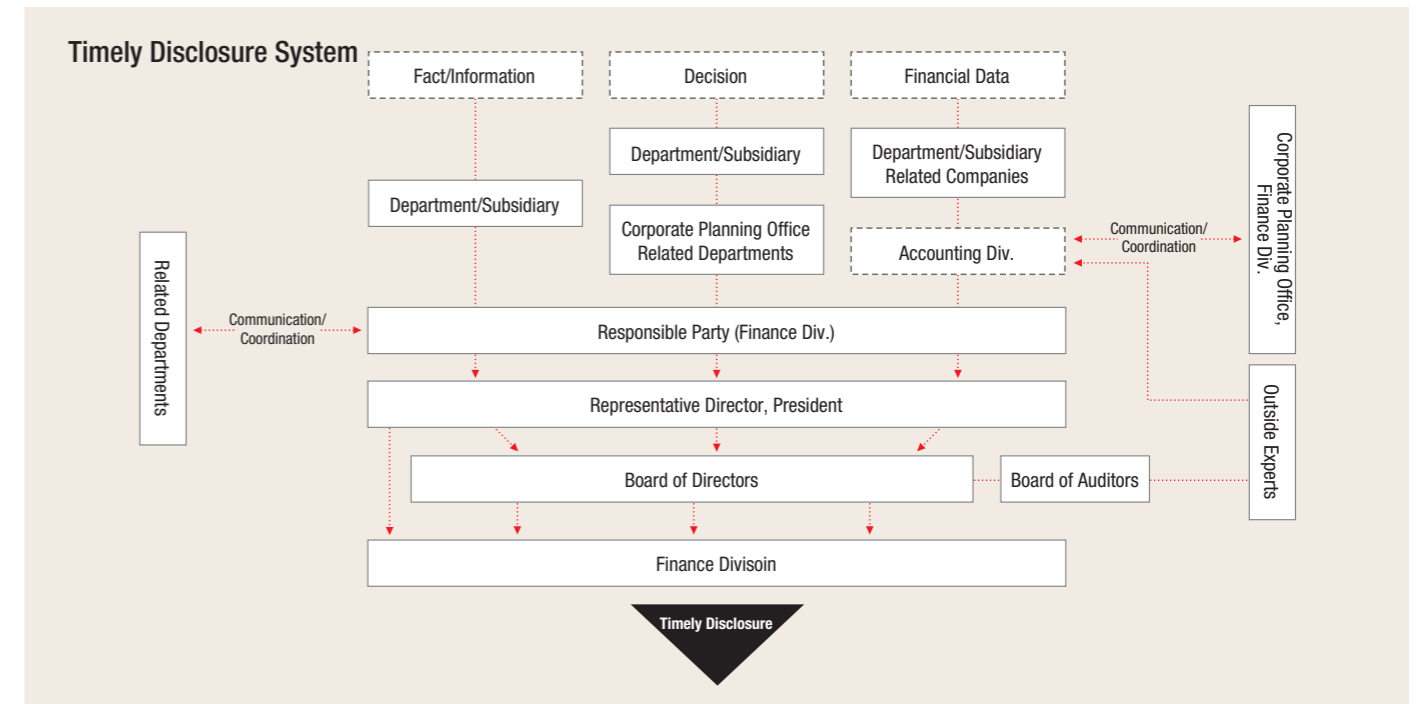 Timely Disclosure System
Fact/Information
Decision
Financial Data
Department/Subsidiary
Department/Subsidiary
Related Companies
Department/Subsidiary
Corporate Planning Office
Related Departments
Accounting Div.
Communication/
Coordination
Corporate Planning Office,
Finance Div.
Related Departments
Communication/
Coordination
Responsible Party (Finance Div.)
Representative Director, President
Outside Experts
Board of Directors
Board of Auditors
Finance Divisoin
Timely Disclosure